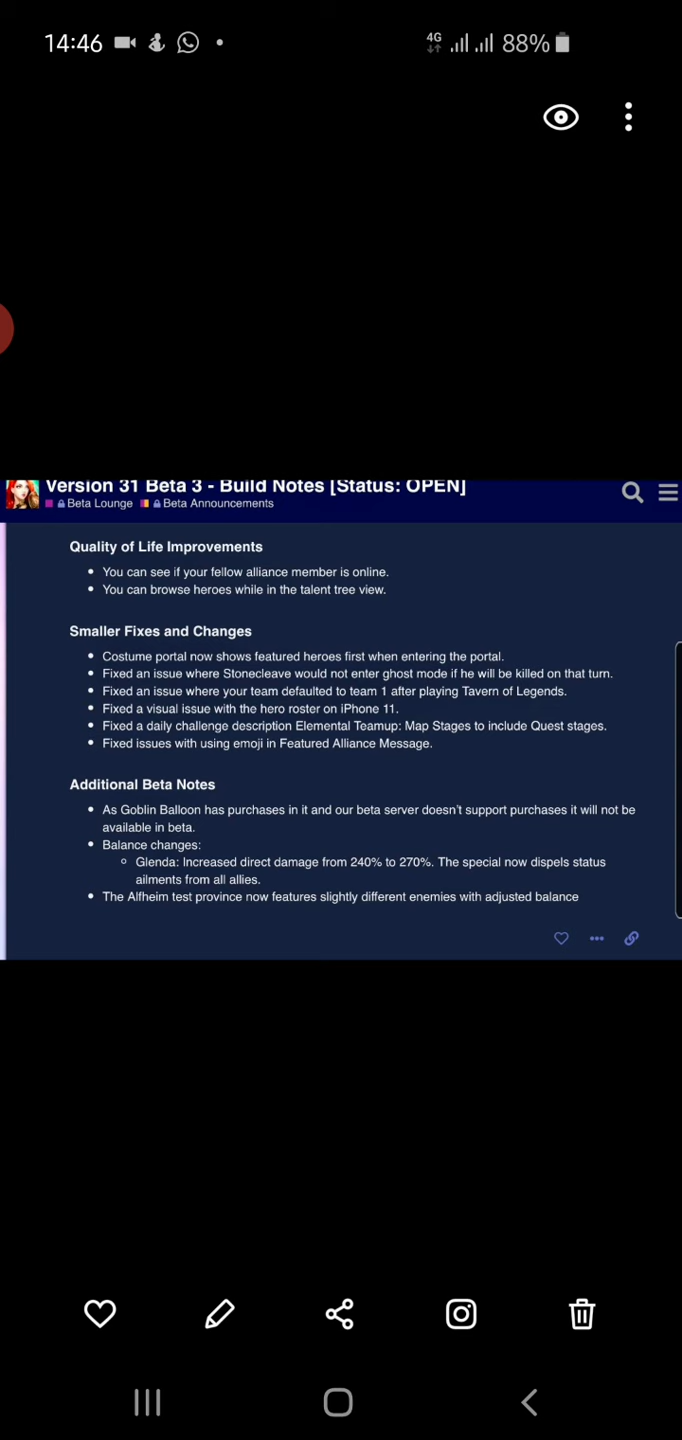 14:46
4G 88%
Version 31 Beta 3 - Build Notes [Status: OPEN]
Beta Lounge Beta Announcements
Quality of Life Improvements
• You can see if your fellow alliance member is online.
• You can browse heroes while in the talent tree view.
Smaller Fixes and Changes
• Costume portal now shows featured heroes first when entering the portal.
• Fixed an issue where Stonecleave would not enter ghost mode if he will be killed on that turn.
• Fixed an issue where your team defaulted to team 1 after playing Tavern of Legends.
• Fixed a visual issue with the hero roster on iPhone 11.
• Fixed a daily challenge description Elemental Teamup: Map Stages to include Quest stages.
• Fixed issues with using emoji in Featured Alliance Message.
Additional Beta Notes
• As Goblin Balloon has purchases in it and our beta server doesn't support purchases it will not be
available in beta.
• Balance changes:
◦ Glenda: Increased direct damage from 240% to 270%. The special now dispels status
ailments from all allies.
• The Alfheim test province now features slightly different enemies with adjusted balance